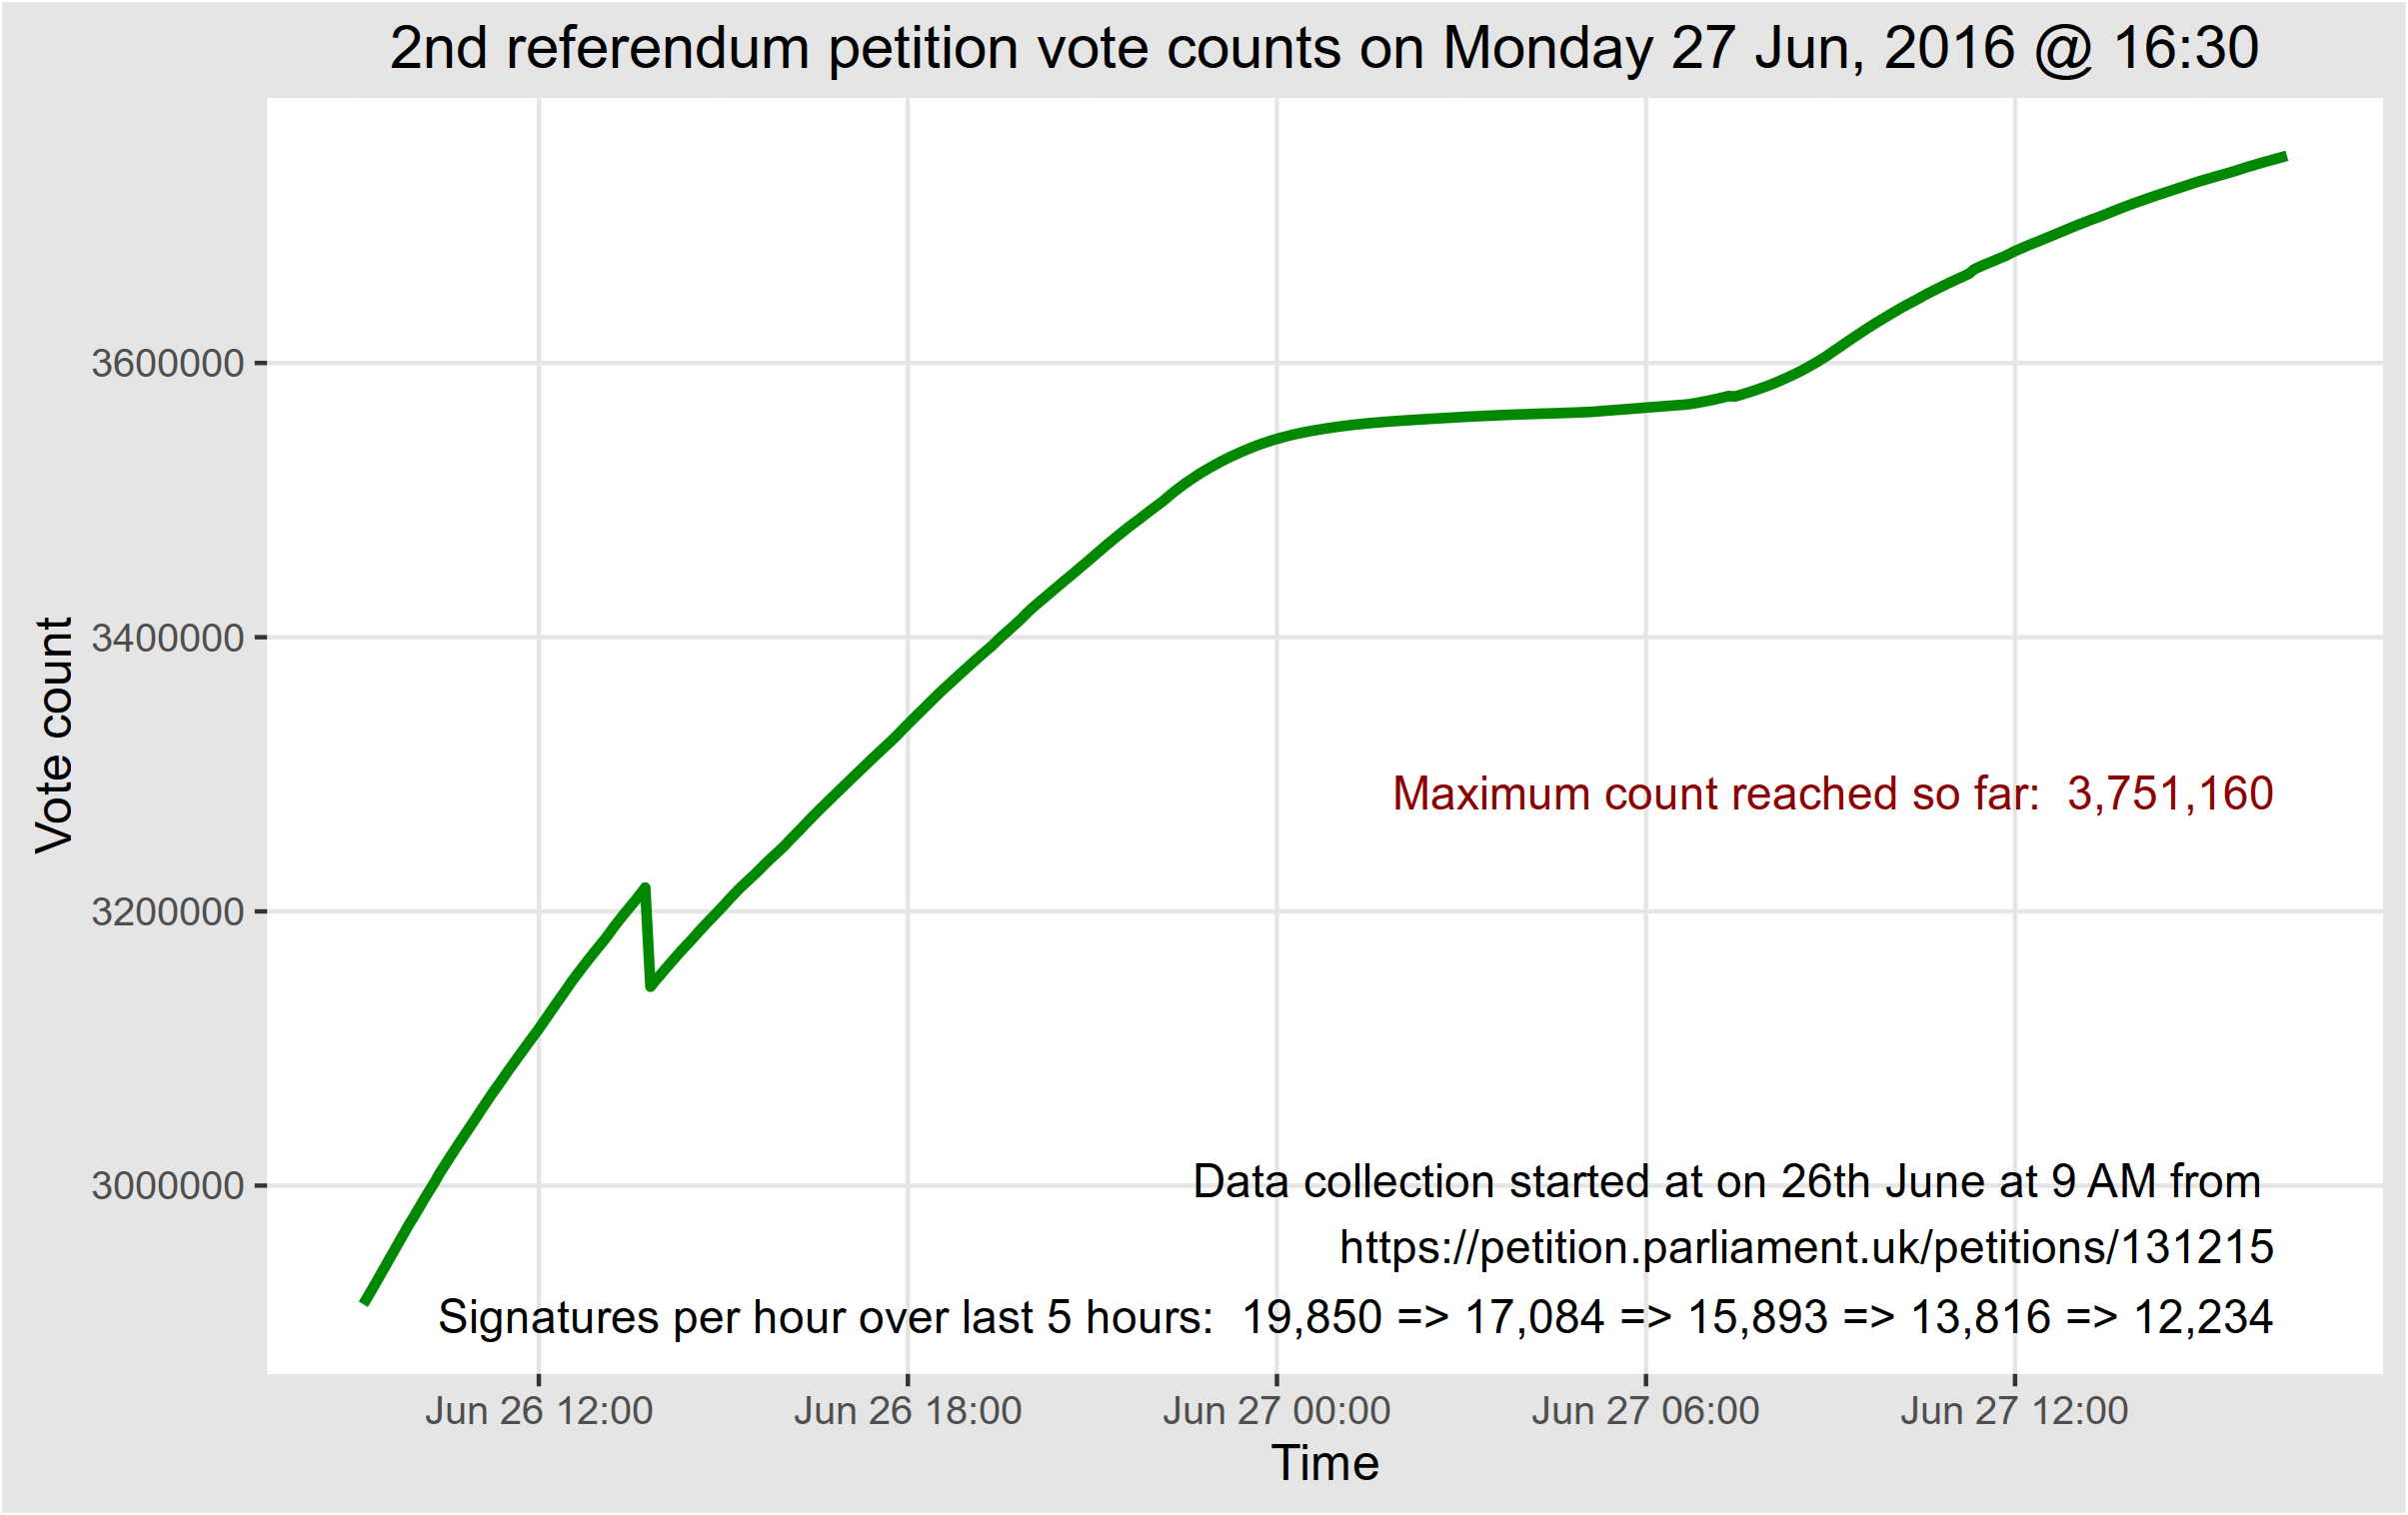 2nd referendum petition vote counts on Monday 27 Jun, 2016 @ 16:30
Vote count
3600000
3400000
3200000
3000000
Maximum count reached so far:  3,751,160
Data collection started at on 26th June at 9 AM from
https://petition.parliament.uk/petitions/131215
Signatures per hour over last 5 hours:  19,850 => 17,084 => 15,893 => 13,816 => 12,234
Jun 26 12:00 Jun 26 18:00 Jun 27 00:00 Jun 27 06:00 Jun 27 12:00
Time